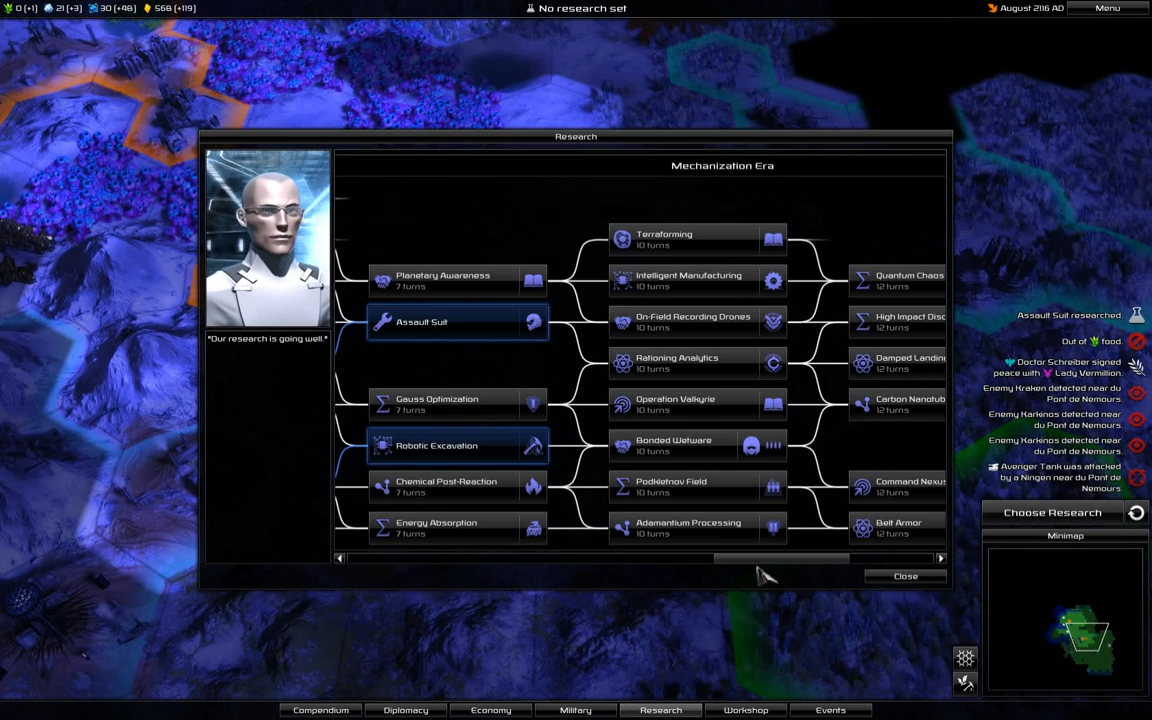 0 (+1) 21 (+3) 30 (+48) 568 (+119)
No research set
August 2116 AD
Menu
Research
Mechanization Era
"Our research is going well."
Planetary Awareness
7 turns
Assault Suit
Gauss Optimization
7 turns
Robotic Excavation
Chemical Post-Reaction
7 turns
Energy Absorption
7 turns
Terraforming
10 turns
Intelligent Manufacturing
10 turns
On-Field Recording Drones
10 turns
Rationing Analytics
10 turns
Operation Valkyrie
10 turns
Bonded Wetware
10 turns
Podkletnov Field
10 turns
Adamantium Processing
10 turns
Quantum Chaos
12 turns
High Impact Disc
12 turns
Damped Landin
12 turns
Carbon Nanotub
12 turns
Command Nexus
12 turns
Belt Armor
12 turns
Close
Assault Suit researched.
Out of food.
Doctor Schreiber signed
peace with Lady Vermillion.
Enemy Kraken detected near du
Pont de Nemours.
Enemy Karkinos detected near
du Pont de Nemours.
Enemy Karkinos detected near
du Pont de Nemours.
Avenger Tank was attacked
by a Ningen near du Pont de
Nemours.
Choose Research
Minimap
Compendium
Diplomacy
Economy
Military
Research
Workshop
Events